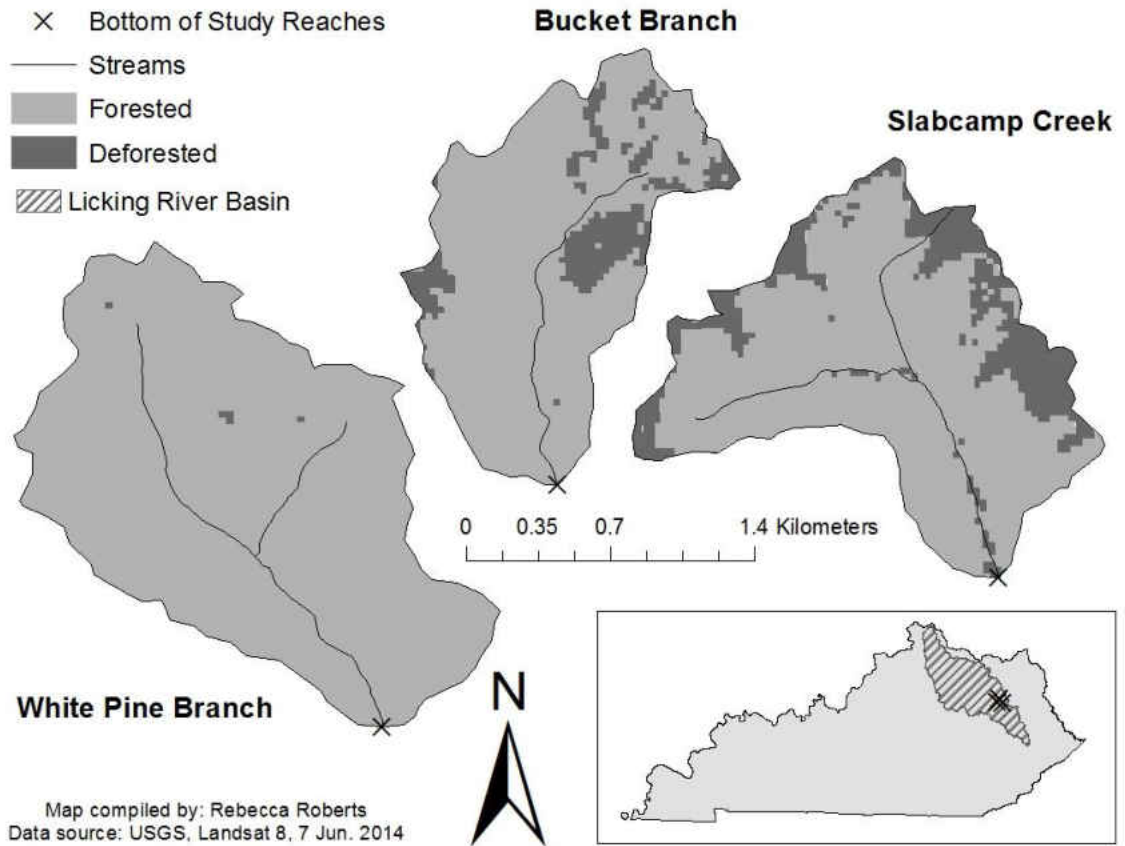 Bottom of Study Reaches
Streams
Forested
Deforested
Licking River Basin
Bucket Branch
Slabcamp Creek
0 0.35 0.7 1.4 Kilometers
White Pine Branch
N
Map compiled by: Rebecca Roberts
Data source: USGS, Landsat 8, 7 Jun. 2014